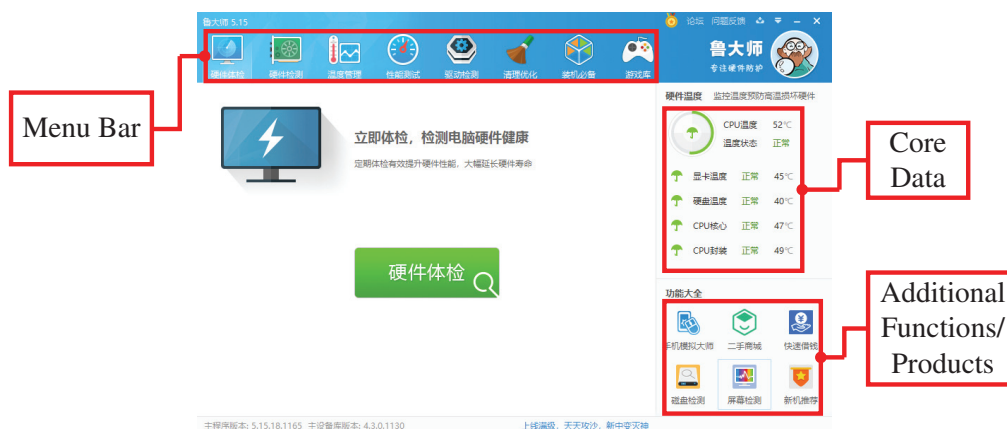 鲁大师 5.15
论坛 问题反馈
硬件体检 硬件检测 温度管理 性能测试 驱动检测 清理优化 装机必备 游戏库
鲁大师
专注硬件防护
Menu Bar
立即体检，检测电脑硬件健康
定期体检有效提升硬件性能，大幅延长硬件寿命
硬件体检
硬件温度 监控温度预防高温损坏硬件
CPU温度 52℃
温度状态 正常
显卡温度 正常 45℃
硬盘温度 正常 40℃
CPU核心 正常 47℃
CPU封装 正常 49℃
Core
Data
功能大全
手机模拟大师 二手商城 快速借钱
磁盘检测 屏幕检测 新机推荐
Additional
Functions/
Products
主程序版本: 5.15.18.1165 主设备库版本: 4.3.0.1130
上线满级，天天攻沙，新中变灭神